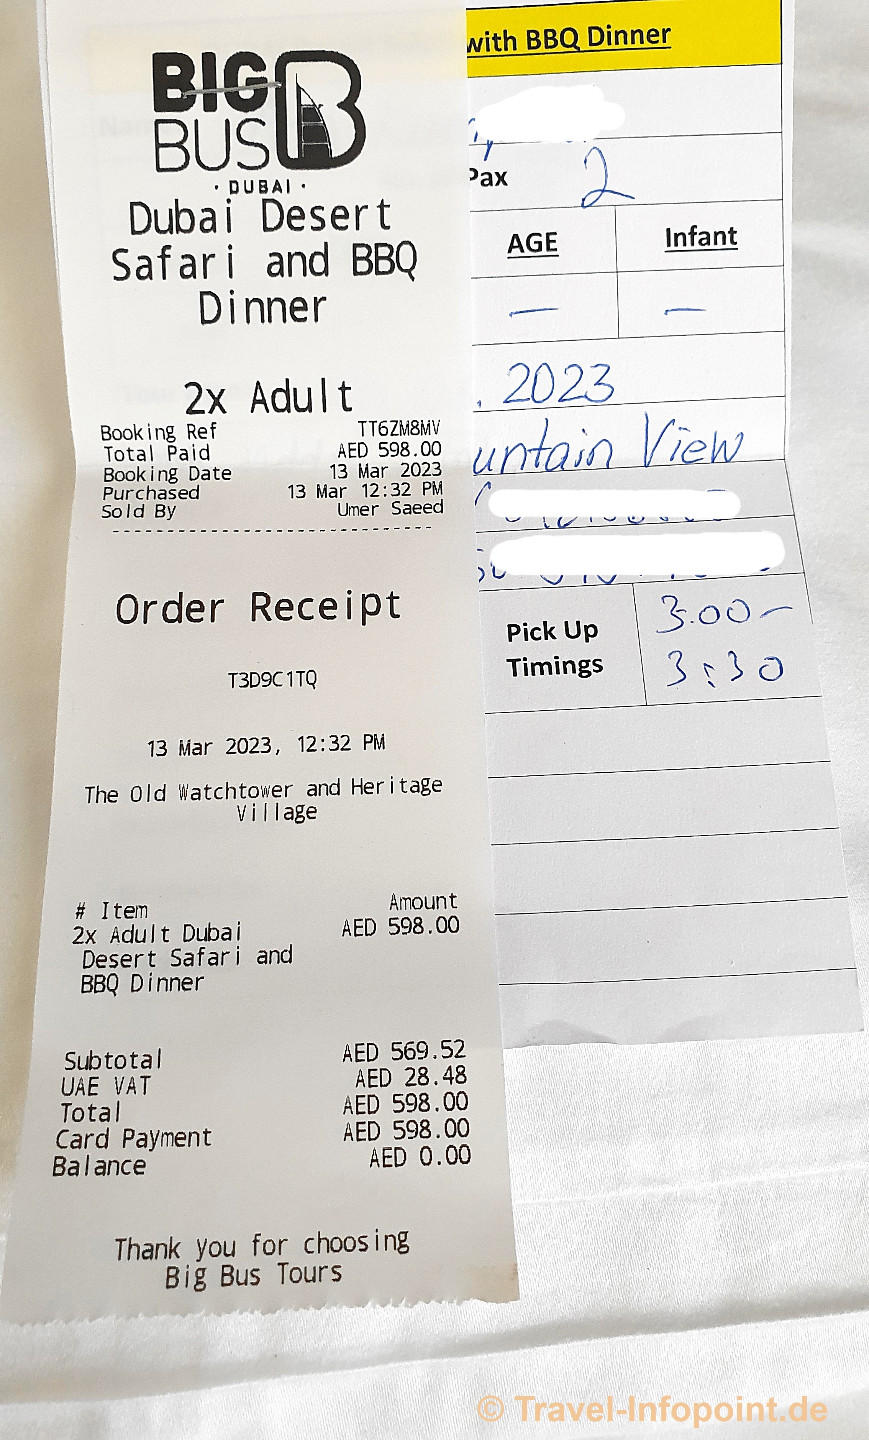 BIG
BUS
· DUBAI ·
Dubai Desert
Safari and BBQ
Dinner
2x Adult
Booking Ref TT6ZM8MV
Total Paid AED 598.00
Booking Date 13 Mar 2023
Purchased 13 Mar 12:32 PM
Sold By Umer Saeed
Order Receipt
T3D9C1TQ
13 Mar 2023, 12:32 PM
The Old Watchtower and Heritage
Village
# Item Amount
2x Adult Dubai AED 598.00
Desert Safari and
BBQ Dinner
Subtotal AED 569.52
UAE VAT AED 28.48
Total AED 598.00
Card Payment AED 598.00
Balance AED 0.00
Thank you for choosing
Big Bus Tours
with BBQ Dinner
Pax 2
AGE Infant
— —
. 2023
untain View
Pick Up 3.00–
Timings 3:30
© Travel-Infopoint.de